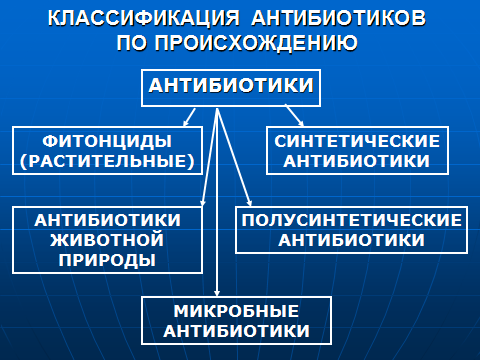 КЛАССИФИКАЦИЯ АНТИБИОТИКОВ
ПО ПРОИСХОЖДЕНИЮ
АНТИБИОТИКИ
ФИТОНЦИДЫ
(РАСТИТЕЛЬНЫЕ)
СИНТЕТИЧЕСКИЕ
АНТИБИОТИКИ
АНТИБИОТИКИ
ЖИВОТНОЙ
ПРИРОДЫ
ПОЛУСИНТЕТИЧЕСКИЕ
АНТИБИОТИКИ
МИКРОБНЫЕ
АНТИБИОТИКИ